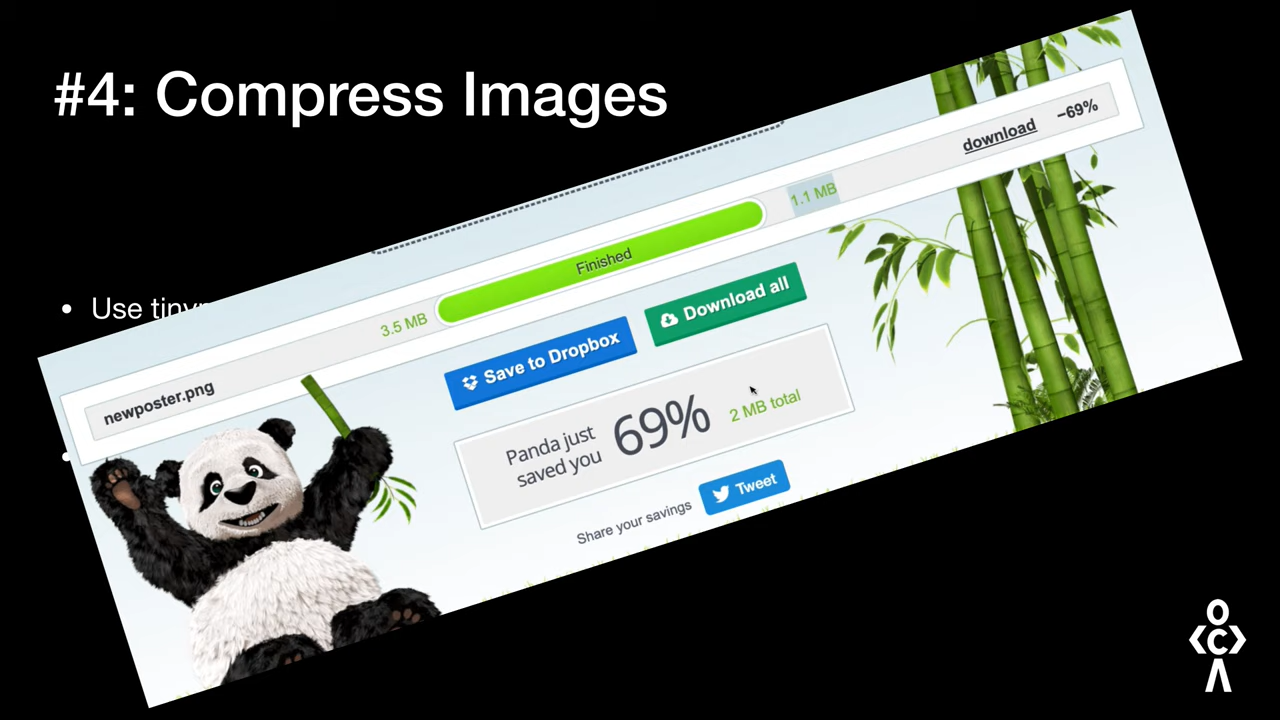 #4: Compress Images
• Use
newposter.png
3.5 MB
Finished
1.1 MB
download
−69%
Save to Dropbox
Download all
Panda just
saved you
69%
2 MB total
Share your savings
Tweet
C